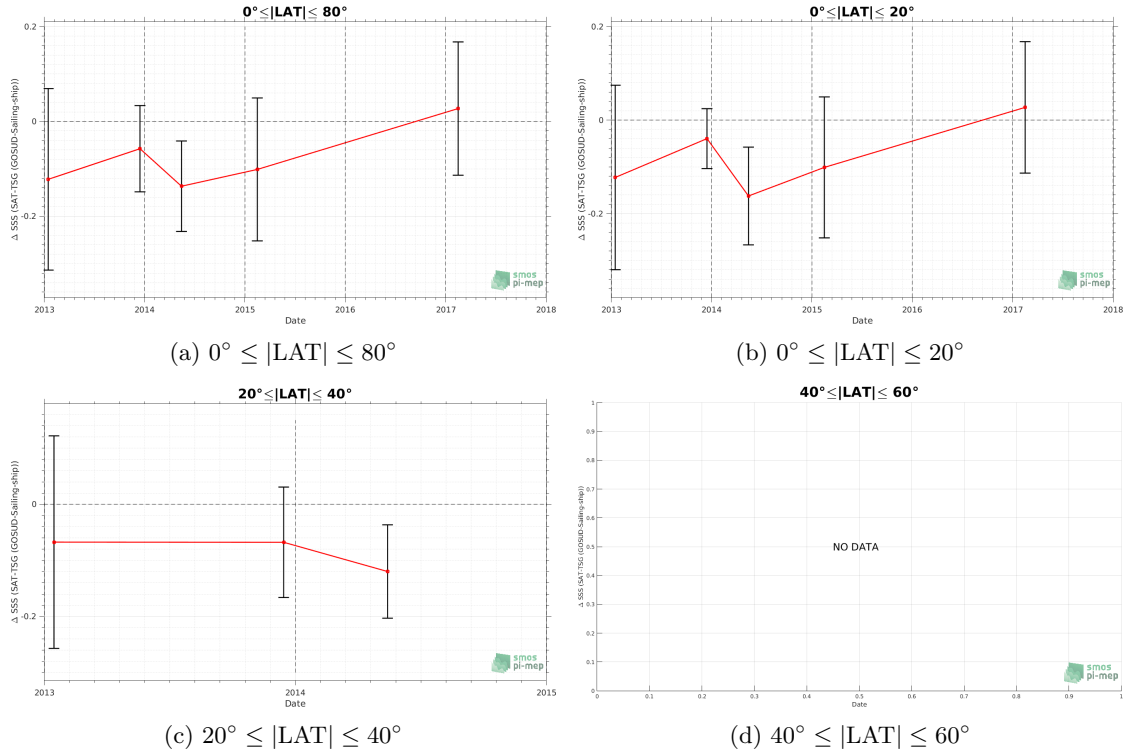 0°≤|LAT|≤ 80°
0.2
0
-0.2
Δ SSS (SAT-TSG (GOSUD-Sailing-ship))
2013 2014 2015 2016 2017 2018
Date
smos
pi-mep
(a) 0° ≤ |LAT| ≤ 80°
0°≤|LAT|≤ 20°
0.2
0
-0.2
Δ SSS (SAT-TSG (GOSUD-Sailing-ship))
2013 2014 2015 2016 2017 2018
Date
smos
pi-mep
(b) 0° ≤ |LAT| ≤ 20°
20°≤|LAT|≤ 40°
0
-0.2
Δ SSS (SAT-TSG (GOSUD-Sailing-ship))
2013 2014 2015
Date
smos
pi-mep
(c) 20° ≤ |LAT| ≤ 40°
40°≤|LAT|≤ 60°
1
0.9
0.8
0.7
0.6
0.5
0.4
0.3
0.2
0.1
0
Δ SSS (SAT-TSG (GOSUD-Sailing-ship))
NO DATA
0 0.1 0.2 0.3 0.4 0.5 0.6 0.7 0.8 0.9 1
Date
smos
pi-mep
(d) 40° ≤ |LAT| ≤ 60°